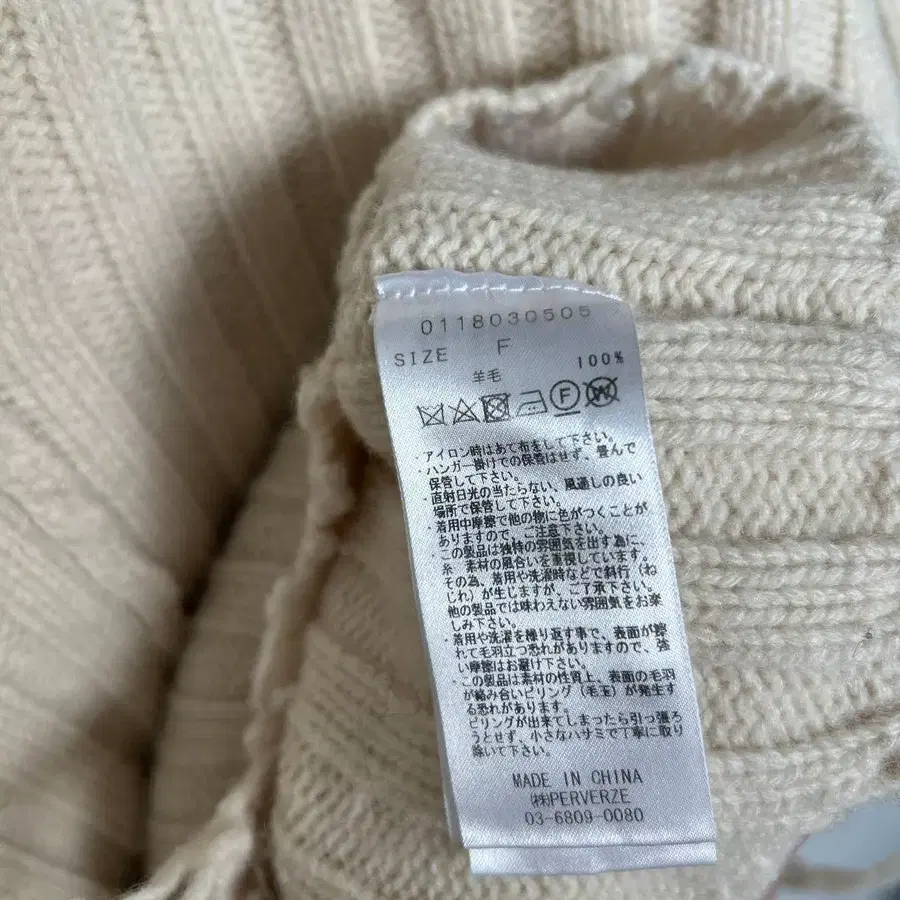 0118030505
SIZE F
羊毛 100%
F W
・アイロン時はあて布をして下さい。
・ハンガー掛けでの保管はせず、畳んで
保管して下さい。
・直射日光の当たらない、風通しの良い
場所で保管して下さい。
・着用中摩擦で他の物に色がつくことが
ありますので、ご注意下さい。
・この製品は独特の雰囲気を出す為に、
糸 素材の風合いを重視しています。
その為、着用や洗濯時などで斜行(ね
じれ)が生じますが、ご了承下さい。
他の製品では味わえない雰囲気をお楽
しみ下さい。
・着用や洗濯を繰り返す事で、表面が擦
れて毛羽立つ恐れがありますので、強
い摩擦はお避け下さい。
・この製品は素材の性質上、表面の毛羽
が絡み合いピリング(毛玉)が発生す
る恐れがあります。
ピリングが出来てしまったら引っ張ろ
うとせず、小さなハサミで丁寧に取り
除いて下さい。
MADE IN CHINA
㈱PERVERZE
03-6809-0080